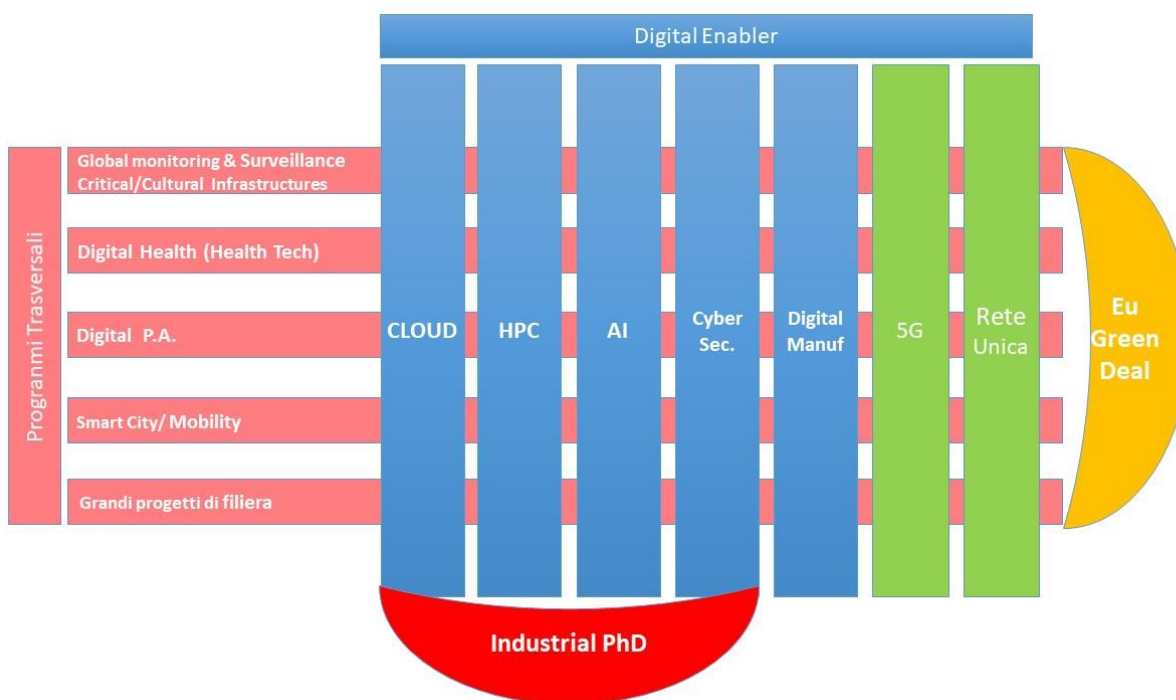 Digital Enabler
Progranmi Trasversali
Global monitoring & Surveillance
Critical/Cultural Infrastructures
Digital Health (Health Tech)
Digital P.A.
Smart City/ Mobility
Grandi progetti di filiera
CLOUD
HPC
AI
Cyber
Sec.
Digital
Manuf
5G
Rete
Unica
Eu
Green
Deal
Industrial PhD